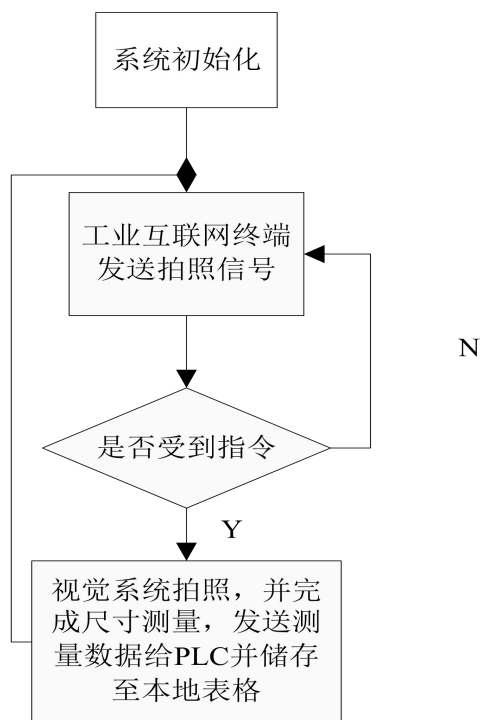 系统初始化
工业互联网终端
发送拍照信号
N
是否受到指令
Y
视觉系统拍照，并完
成尺寸测量，发送测
量数据给PLC并储存
至本地表格